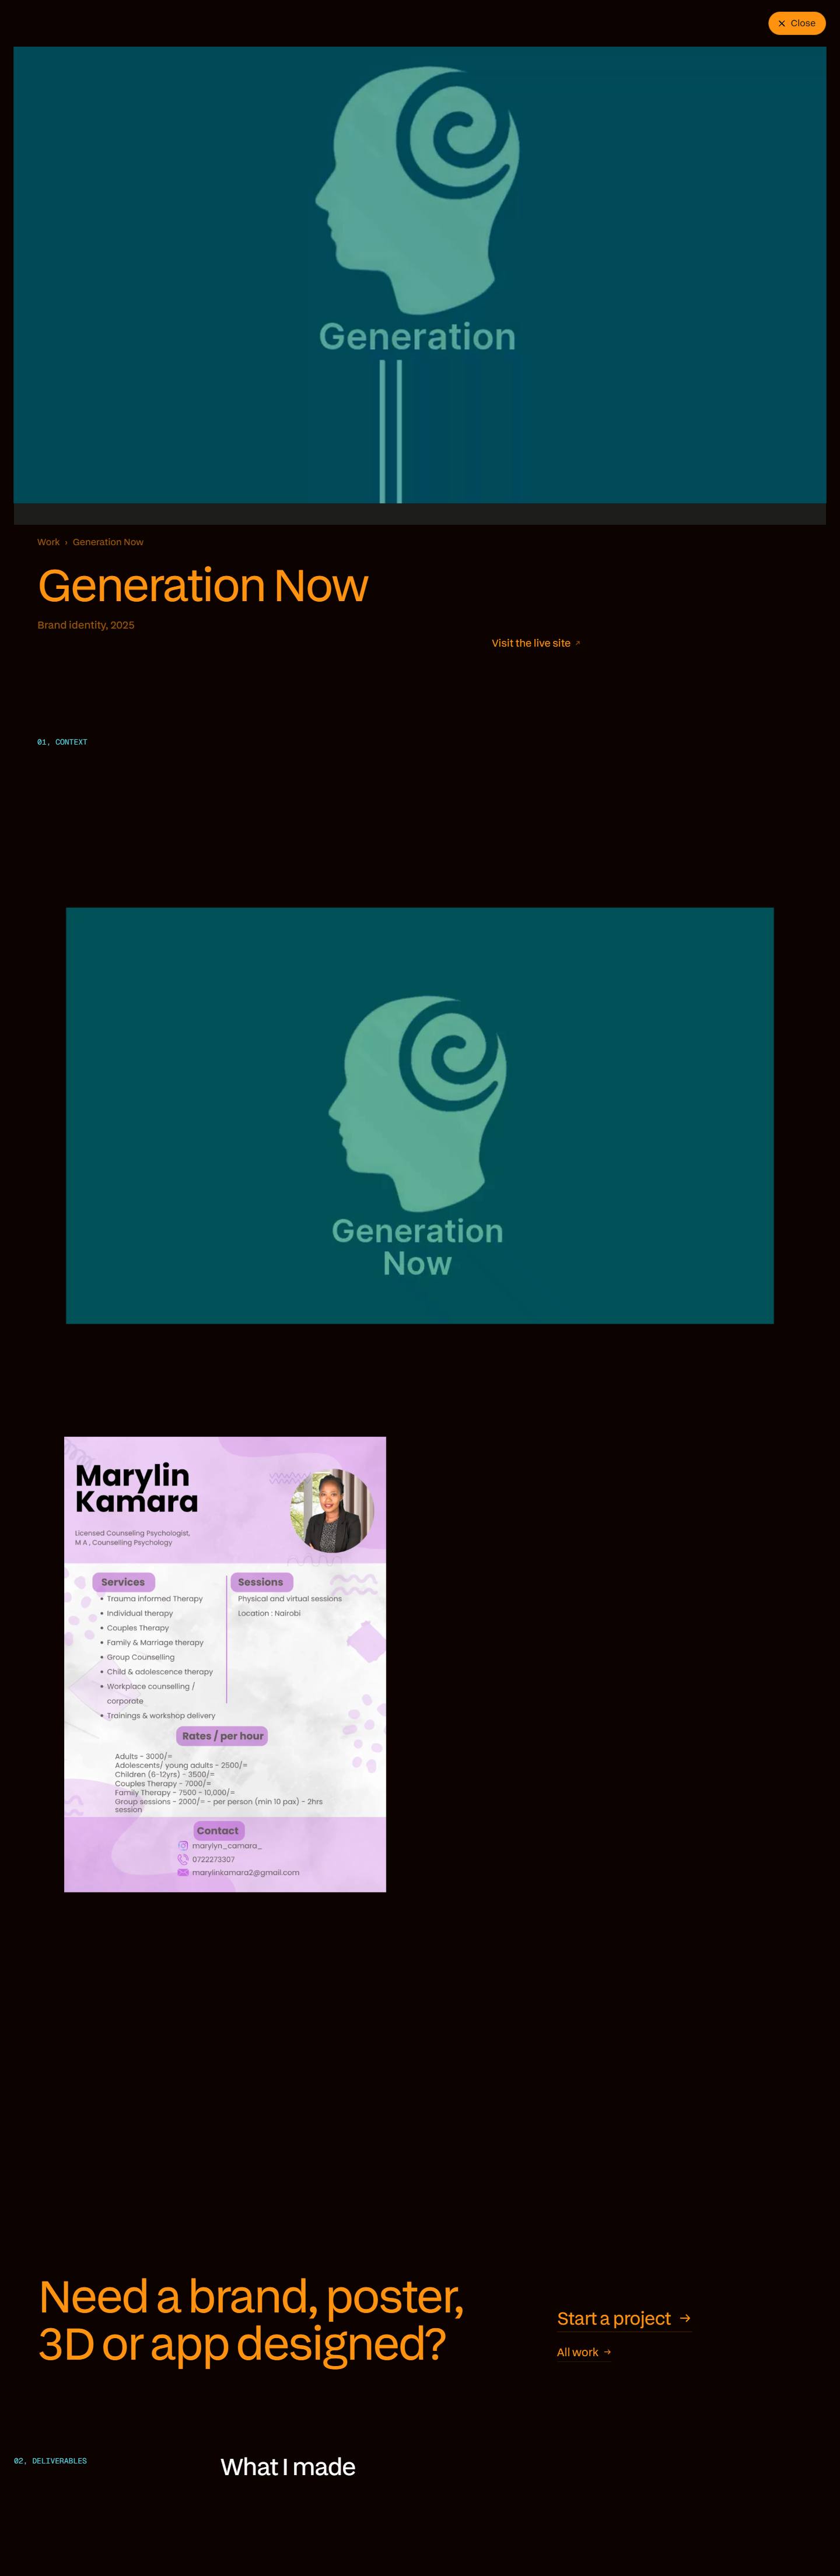 Close
Generation
Work › Generation Now
Generation Now
Brand identity, 2025
Visit the live site ↗
01, CONTEXT
Generation
Now
Marylin
Kamara
Licensed Counseling Psychologist,
M A , Counselling Psychology
Services
Trauma informed Therapy
Individual therapy
Couples Therapy
Family & Marriage therapy
Group Counselling
Child & adolescence therapy
Workplace counselling /
corporate
Trainings & workshop delivery
Sessions
Physical and virtual sessions
Location : Nairobi
Rates / per hour
Adults - 3000/=
Adolescents/ young adults - 2500/=
Children (6-12yrs) - 3500/=
Couples Therapy - 7000/=
Family Therapy - 7500 - 10,000/=
Group sessions - 2000/= - per person (min 10 pax) - 2hrs
session
Contact
marylyn_camara_
0722273307
marylinkamara2@gmail.com
Need a brand, poster,
3D or app designed?
Start a project →
All work →
02, DELIVERABLES
What I made